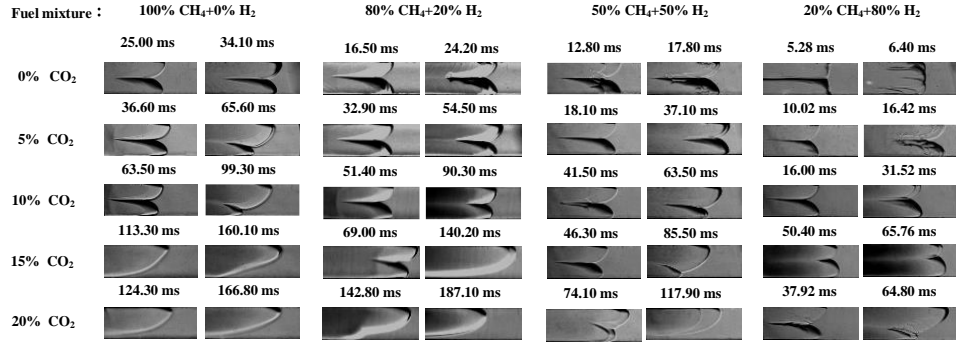 Fuel mixture : 100% CH₄+0% H₂ 80% CH₄+20% H₂ 50% CH₄+50% H₂ 20% CH₄+80% H₂
25.00 ms 34.10 ms 16.50 ms 24.20 ms 12.80 ms 17.80 ms 5.28 ms 6.40 ms
0% CO₂
36.60 ms 65.60 ms 32.90 ms 54.50 ms 18.10 ms 37.10 ms 10.02 ms 16.42 ms
5% CO₂
63.50 ms 99.30 ms 51.40 ms 90.30 ms 41.50 ms 63.50 ms 16.00 ms 31.52 ms
10% CO₂
113.30 ms 160.10 ms 69.00 ms 140.20 ms 46.30 ms 85.50 ms 50.40 ms 65.76 ms
15% CO₂
124.30 ms 166.80 ms 142.80 ms 187.10 ms 74.10 ms 117.90 ms 37.92 ms 64.80 ms
20% CO₂